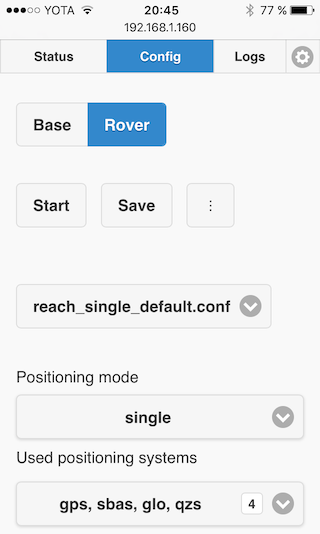 YOTA 20:45 77 %
192.168.1.160
Status Config Logs
Base Rover
Start Save ⋮
reach_single_default.conf
Positioning mode
single
Used positioning systems
gps, sbas, glo, qzs 4